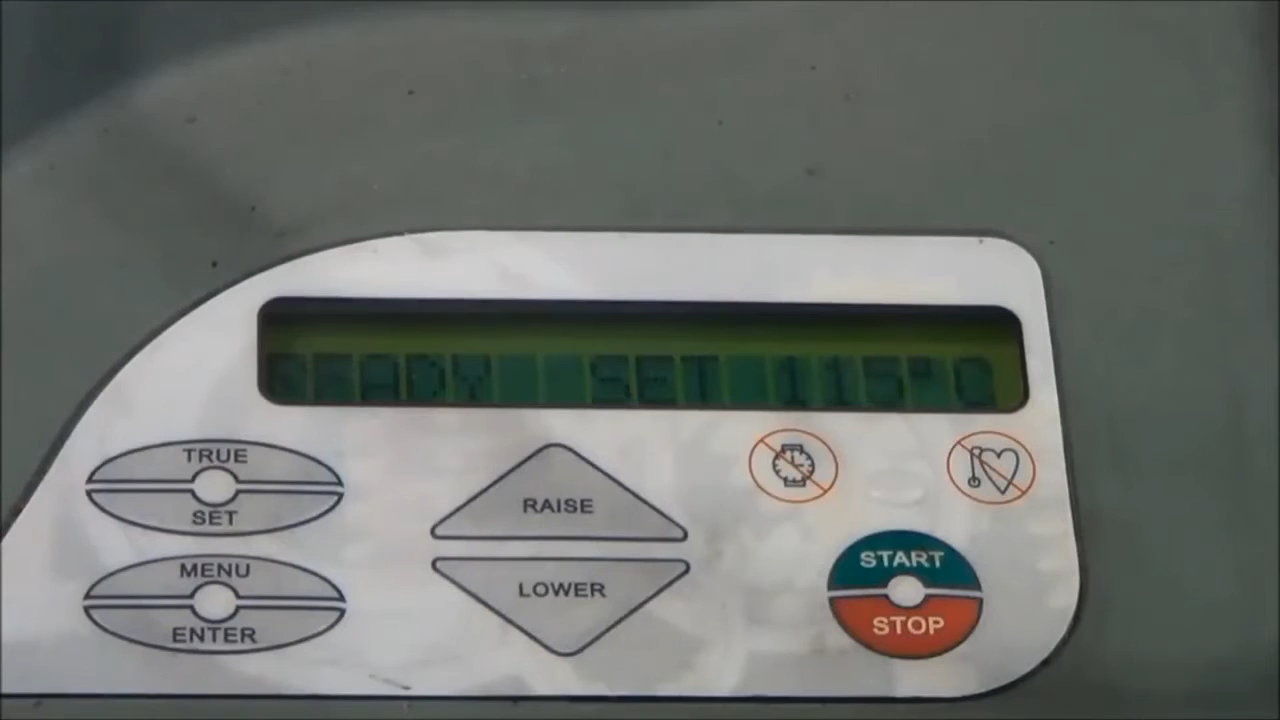 READY SET 115°C
TRUE
SET
MENU
ENTER
RAISE
LOWER
START
STOP